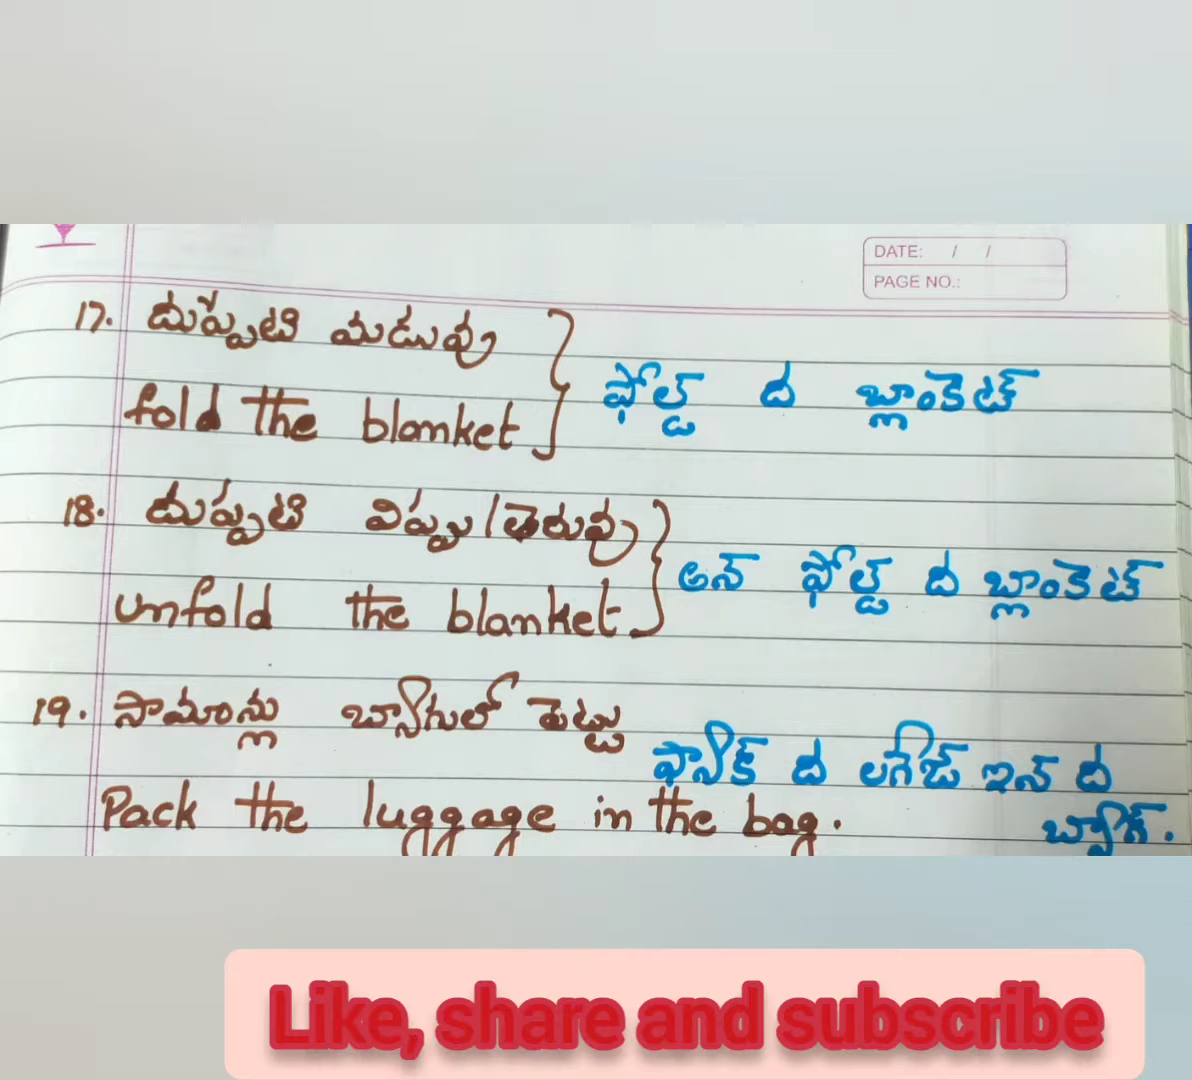 DATE: / /
PAGE NO.:
17. దుప్పటి మడువు
fold the blanket
ఫోల్డ్ ద బ్లాంకెట్
18. దుప్పటి విప్పు/తెరువు
unfold the blanket
అన్ ఫోల్డ్ ద బ్లాంకెట్
19. సామాన్లు బ్యాగులో పెట్టు
Pack the luggage in the bag.
ప్యాక్ ద లగేజ్ ఇన్ ద
బ్యాగ్.
Like, share and subscribe